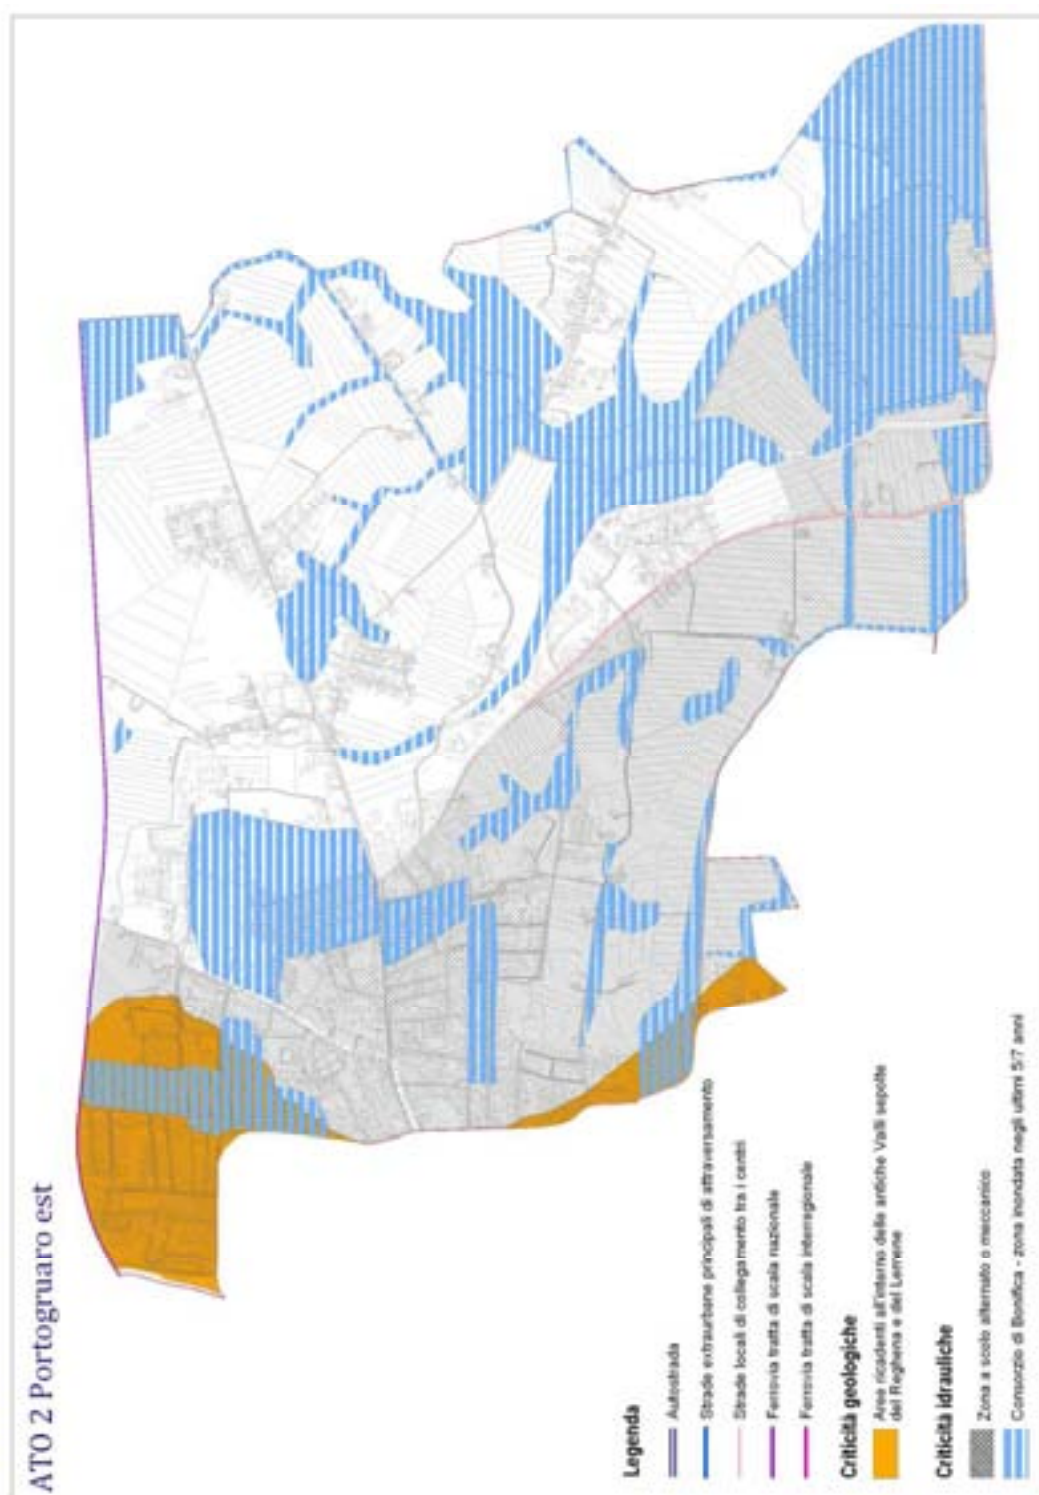 ATO 2 Portogruaro est
Legenda
Autostrada
Strade extraurbane principali di attraversamento
Strade locali di collegamento tra i centri
Ferrovia tratta di scala nazionale
Ferrovia tratta di scala interregionale
Criticità geologiche
Aree ricadenti all'interno delle antiche Valli sepolte
del Reghena e del Lemene
Criticità idrauliche
Zona a scolo alternato o meccanico
Consorzio di Bonifica - zona inondata negli ultimi 5/7 anni